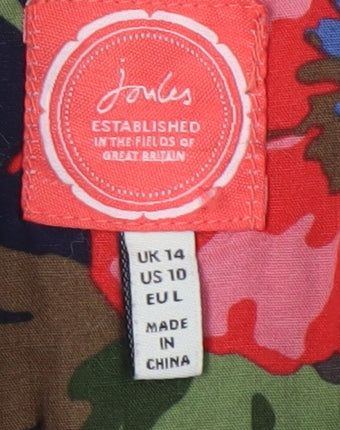 Joules
ESTABLISHED
IN THE FIELDS OF
GREAT BRITAIN
UK 14
US 10
EU L
MADE
IN
CHINA